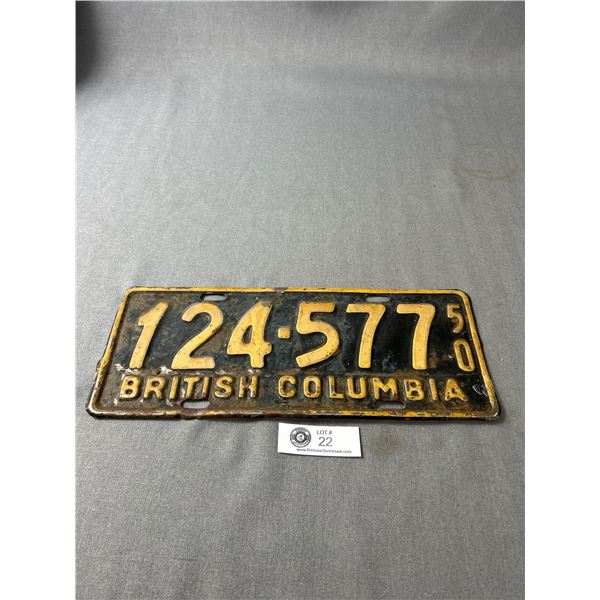 124·577 50
BRITISH COLUMBIA
LOT #
22